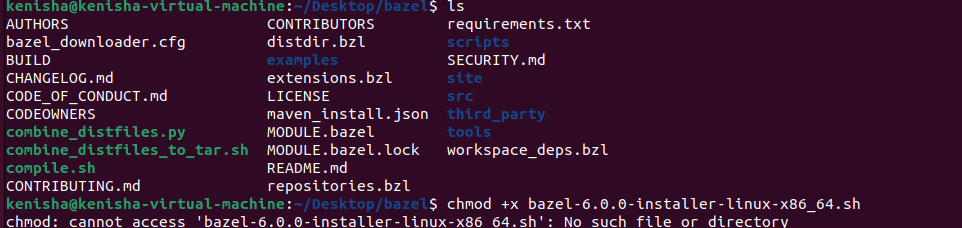 kenisha@kenisha-virtual-machine:~/Desktop/bazel$ ls
AUTHORS CONTRIBUTORS requirements.txt
bazel_downloader.cfg distdir.bzl scripts
BUILD examples SECURITY.md
CHANGELOG.md extensions.bzl site
CODE_OF_CONDUCT.md LICENSE src
CODEOWNERS maven_install.json third_party
combine_distfiles.py MODULE.bazel tools
combine_distfiles_to_tar.sh MODULE.bazel.lock workspace_deps.bzl
compile.sh README.md
CONTRIBUTING.md repositories.bzl
kenisha@kenisha-virtual-machine:~/Desktop/bazel$ chmod +x bazel-6.0.0-installer-linux-x86_64.sh
chmod: cannot access 'bazel-6.0.0-installer-linux-x86_64.sh': No such file or directory